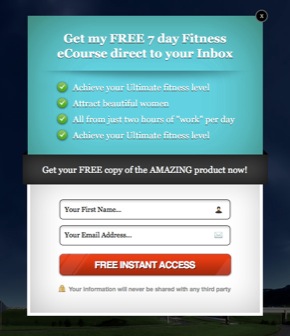 x
Get my FREE 7 day Fitness
eCourse direct to your Inbox
Achieve your Ultimate fitness level
Attract beautiful women
All from just two hours of "work" per day
Achieve your Ultimate fitness level
Get your FREE copy of the AMAZING product now!
Your First Name...
Your Email Address...
FREE INSTANT ACCESS
Your information will never be shared with any third party